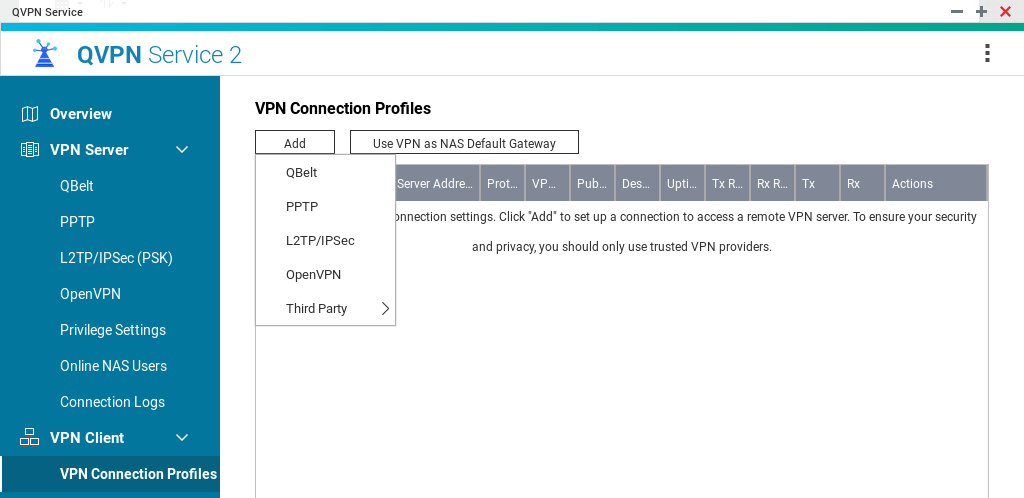 QVPN Service
QVPN Service 2
Overview
VPN Server
QBelt
PPTP
L2TP/IPSec (PSK)
OpenVPN
Privilege Settings
Online NAS Users
Connection Logs
VPN Client
VPN Connection Profiles
VPN Connection Profiles
Add
Use VPN as NAS Default Gateway
QBelt
PPTP
L2TP/IPSec
OpenVPN
Third Party
Server Addre... Prot... VP... Pub... Des... Upti... Tx R... Rx R... Tx Rx Actions
onnection settings. Click "Add" to set up a connection to access a remote VPN server. To ensure your security
and privacy, you should only use trusted VPN providers.